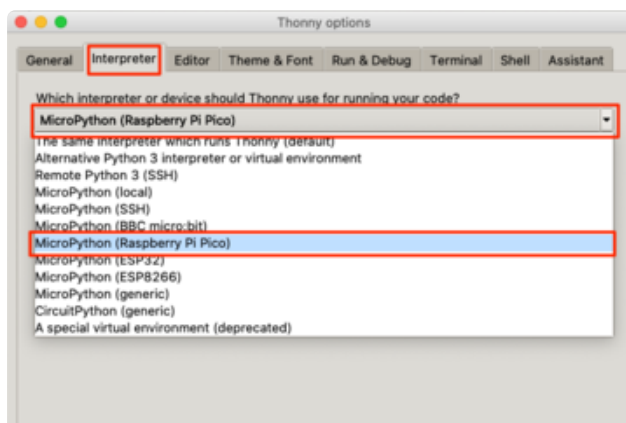 Thonny options
General Interpreter Editor Theme & Font Run & Debug Terminal Shell Assistant
Which interpreter or device should Thonny use for running your code?
MicroPython (Raspberry Pi Pico)
The same interpreter which runs Thonny (default)
Alternative Python 3 interpreter or virtual environment
Remote Python 3 (SSH)
MicroPython (local)
MicroPython (SSH)
MicroPython (BBC micro:bit)
MicroPython (Raspberry Pi Pico)
MicroPython (ESP32)
MicroPython (ESP8266)
MicroPython (generic)
CircuitPython (generic)
A special virtual environment (deprecated)